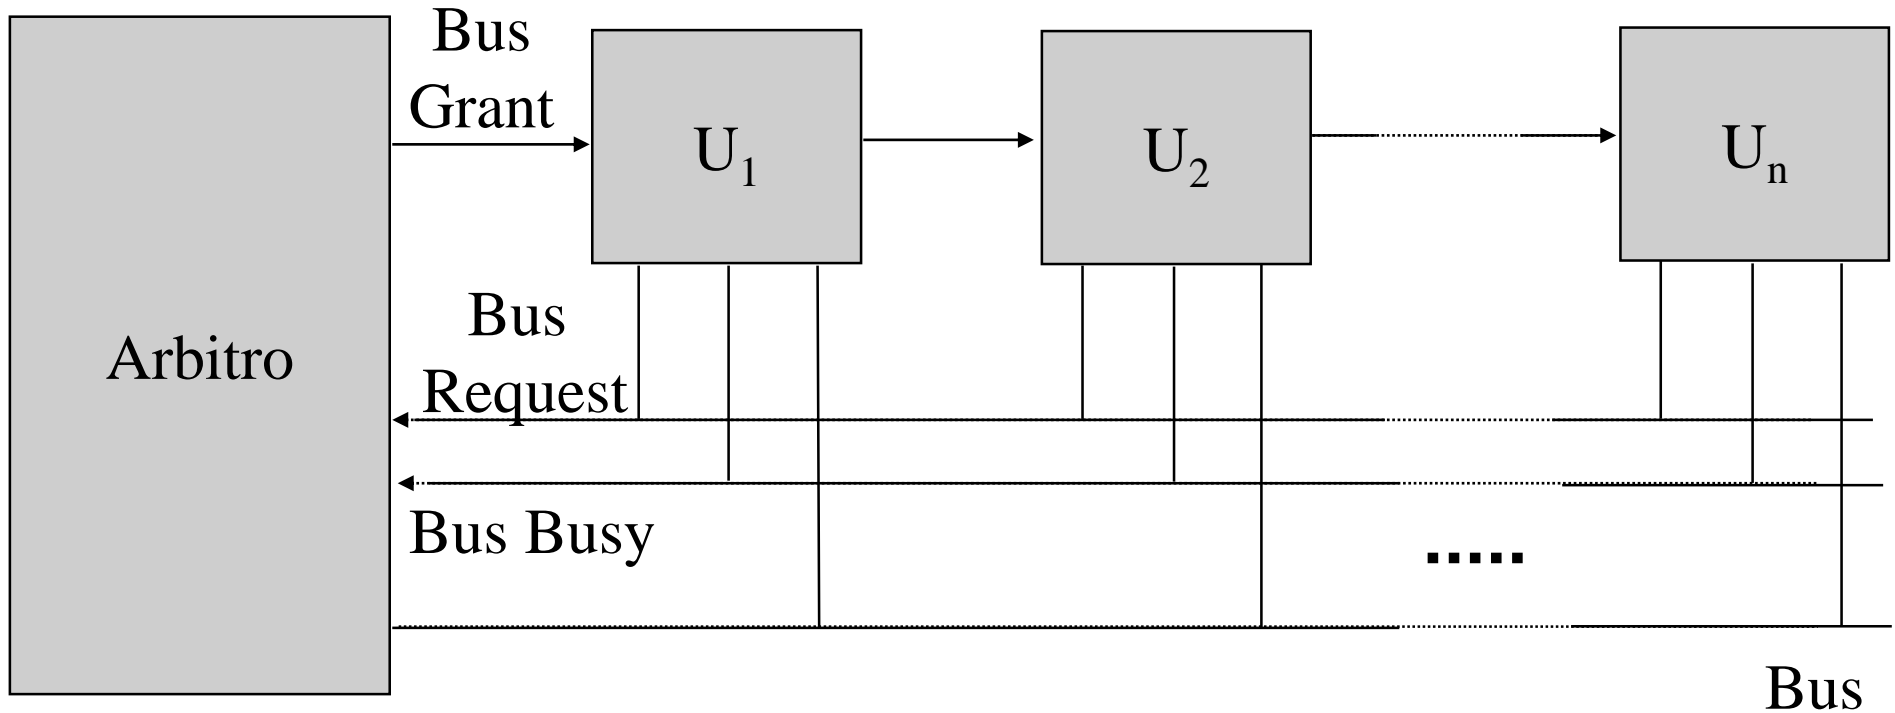 Bus
Grant
U1
U2
Un
Arbitro
Bus
Request
Bus Busy
.....
Bus